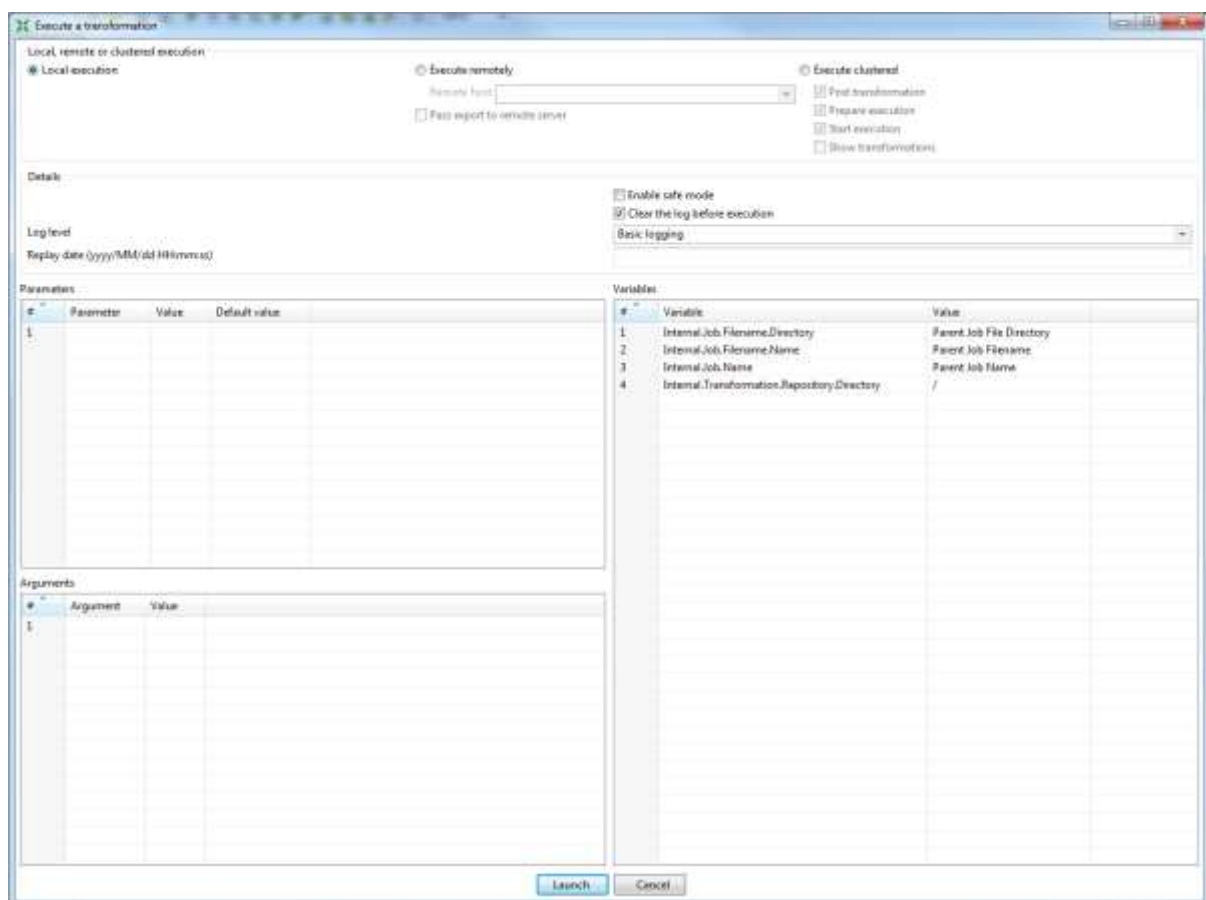 Execute a transformation
Local, remote or clustered execution
Local execution
Execute remotely
Execute clustered
Remote host
Post transformation
Pass export to remote server
Prepare execution
Start execution
Show transformations
Details
Enable safe mode
Clear the log before execution
Log level
Basic logging
Replay date (yyyy/MM/dd HH:mm:ss)
Parameters
Variables
# Parameter Value Default value
# Variable Value
1
1 Internal.Job.Filename.Directory Parent Job File Directory
2 Internal.Job.Filename.Name Parent Job Filename
3 Internal.Job.Name Parent Job Name
4 Internal.Transformation.Repository.Directory /
Arguments
# Argument Value
1
Launch Cancel